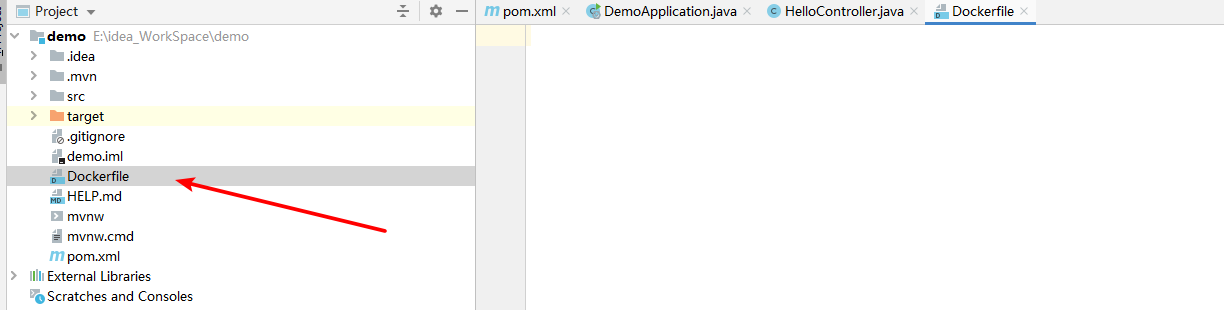 Project
pom.xml
DemoApplication.java
HelloController.java
Dockerfile
demo E:\idea_WorkSpace\demo
.idea
.mvn
src
target
.gitignore
demo.iml
Dockerfile
HELP.md
mvnw
mvnw.cmd
pom.xml
External Libraries
Scratches and Consoles